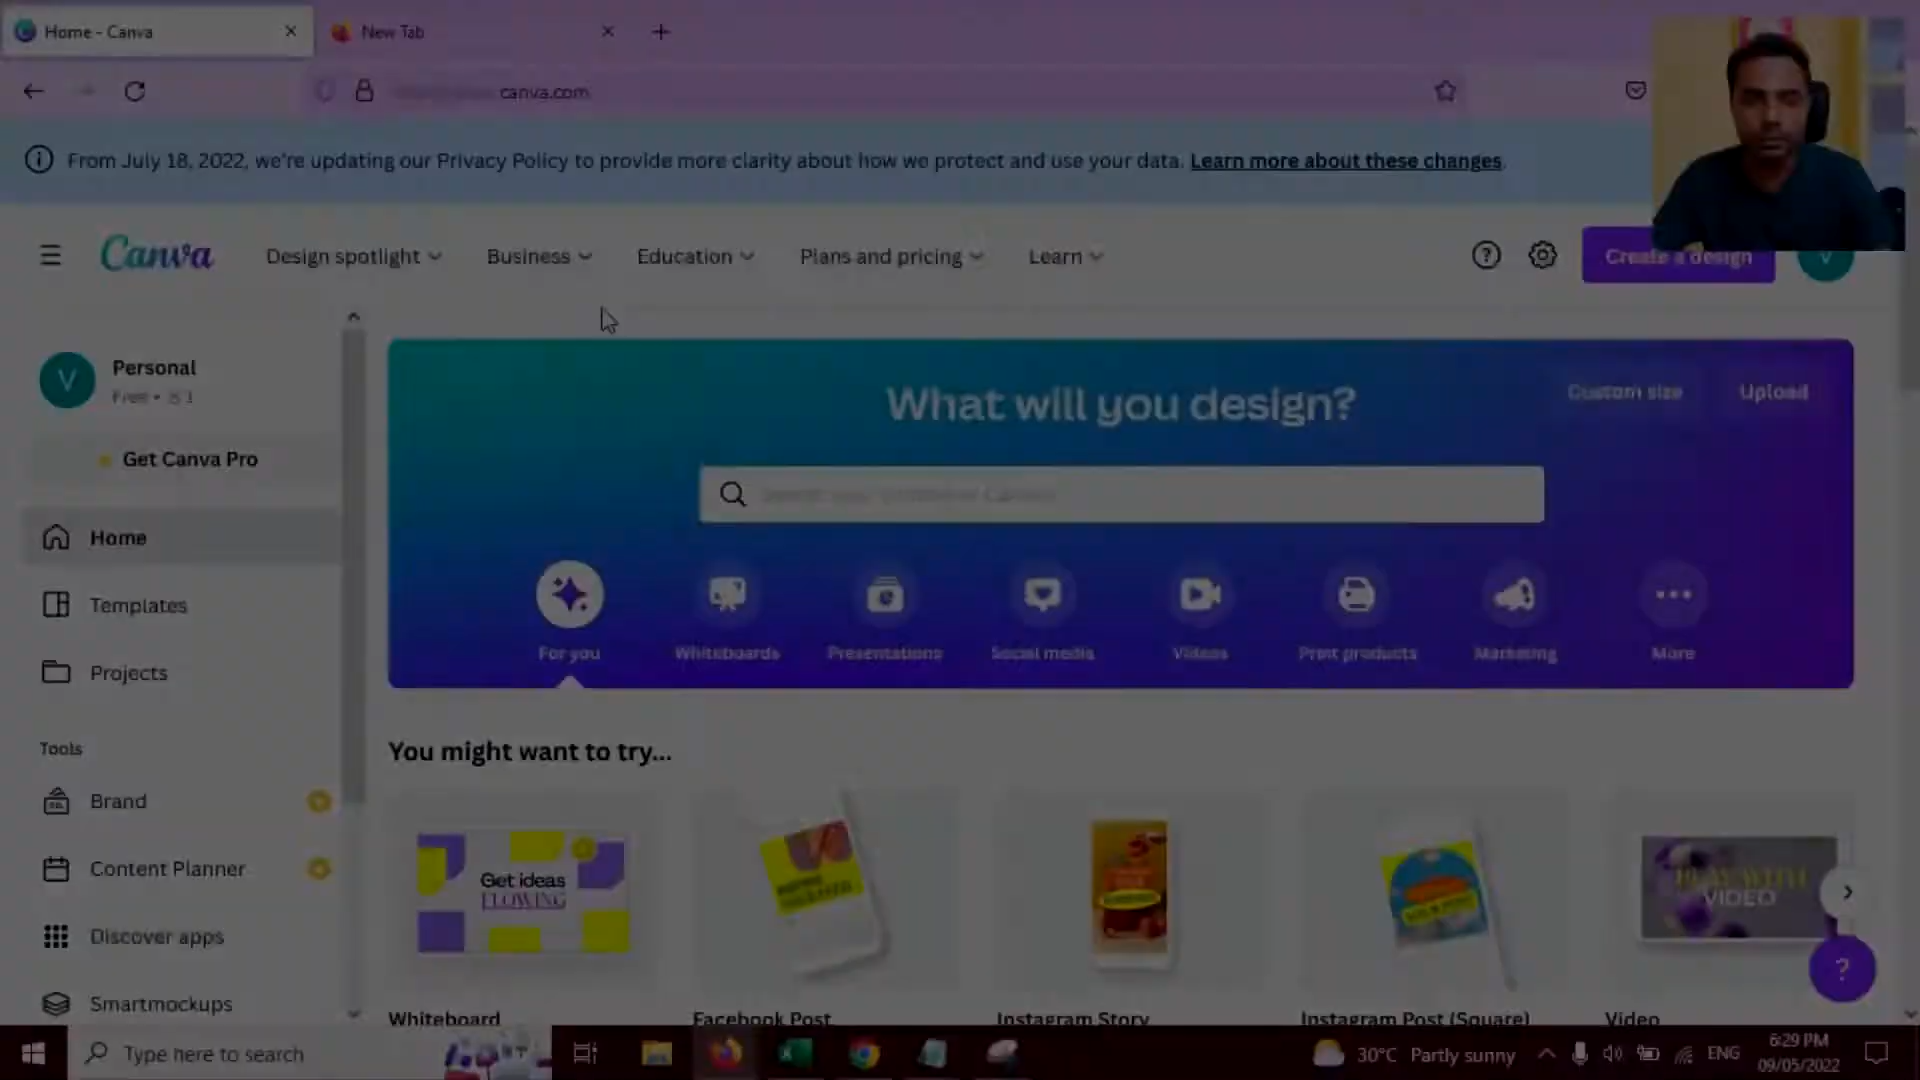 Home - Canva
New Tab
canva.com
From July 18, 2022, we're updating our Privacy Policy to provide more clarity about how we protect and use your data. Learn more about these changes.
Canva
Design spotlight
Business
Education
Plans and pricing
Learn
Create a design
V
V
Personal
Free •
Get Canva Pro
Home
Templates
Projects
Tools
Brand
Content Planner
Discover apps
Smartmockups
What will you design?
Custom size
Upload
For you
Whiteboards
Presentations
Social media
Videos
Print products
Marketing
More
You might want to try...
Get ideas
FLOWING
PLAY WITH
VIDEO
Whiteboard
Facebook Post
Instagram Story
Instagram Post (Square)
Video
?
Type here to search
30°C Partly sunny
ENG
6:29 PM
09/05/2022